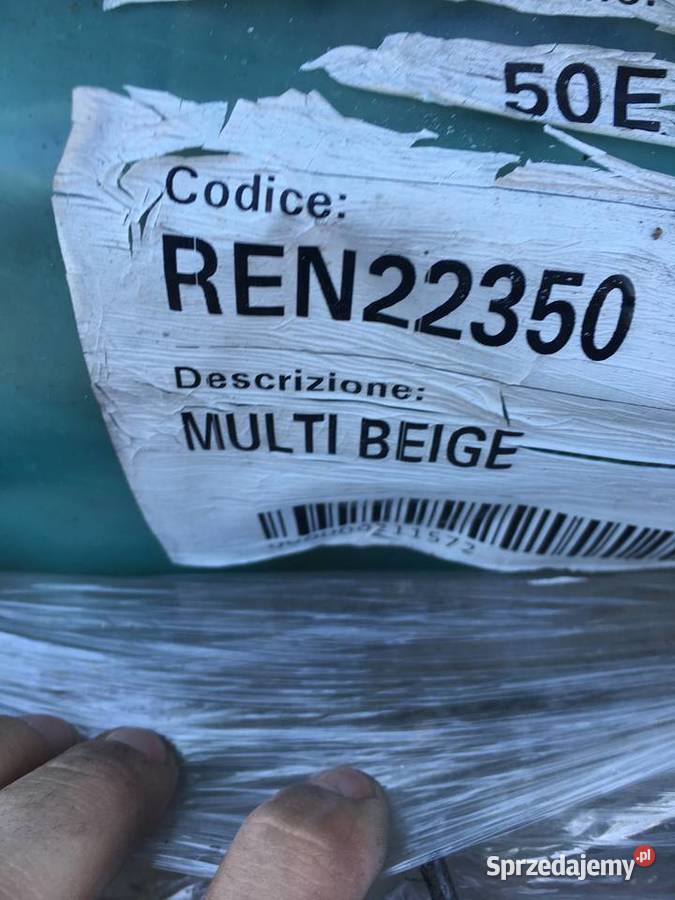 50E
Codice:
REN22350
Descrizione:
MULTI BEIGE
Sprzedajemy.pl